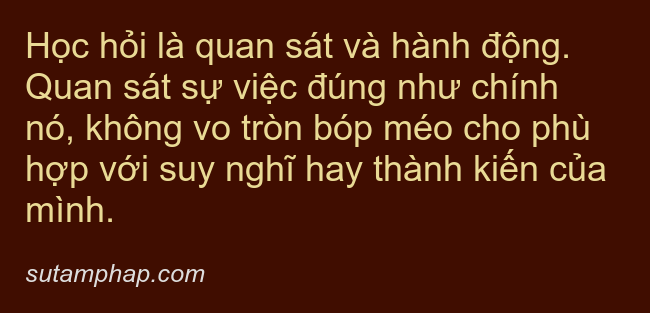 Học hỏi là quan sát và hành động.
Quan sát sự việc đúng như chính
nó, không vo tròn bóp méo cho phù
hợp với suy nghĩ hay thành kiến của
mình.
sutamphap.com